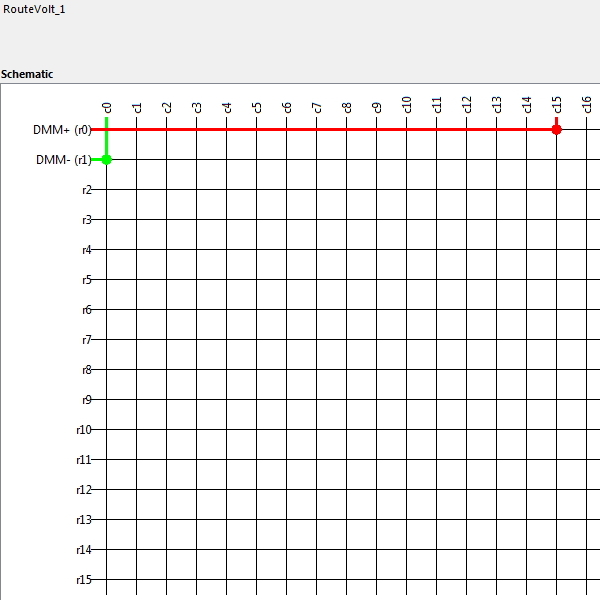 RouteVolt_1
Schematic
c0 c1 c2 c3 c4 c5 c6 c7 c8 c9 c10 c11 c12 c13 c14 c15 c16
DMM+ (r0)
DMM- (r1)
r2
r3
r4
r5
r6
r7
r8
r9
r10
r11
r12
r13
r14
r15